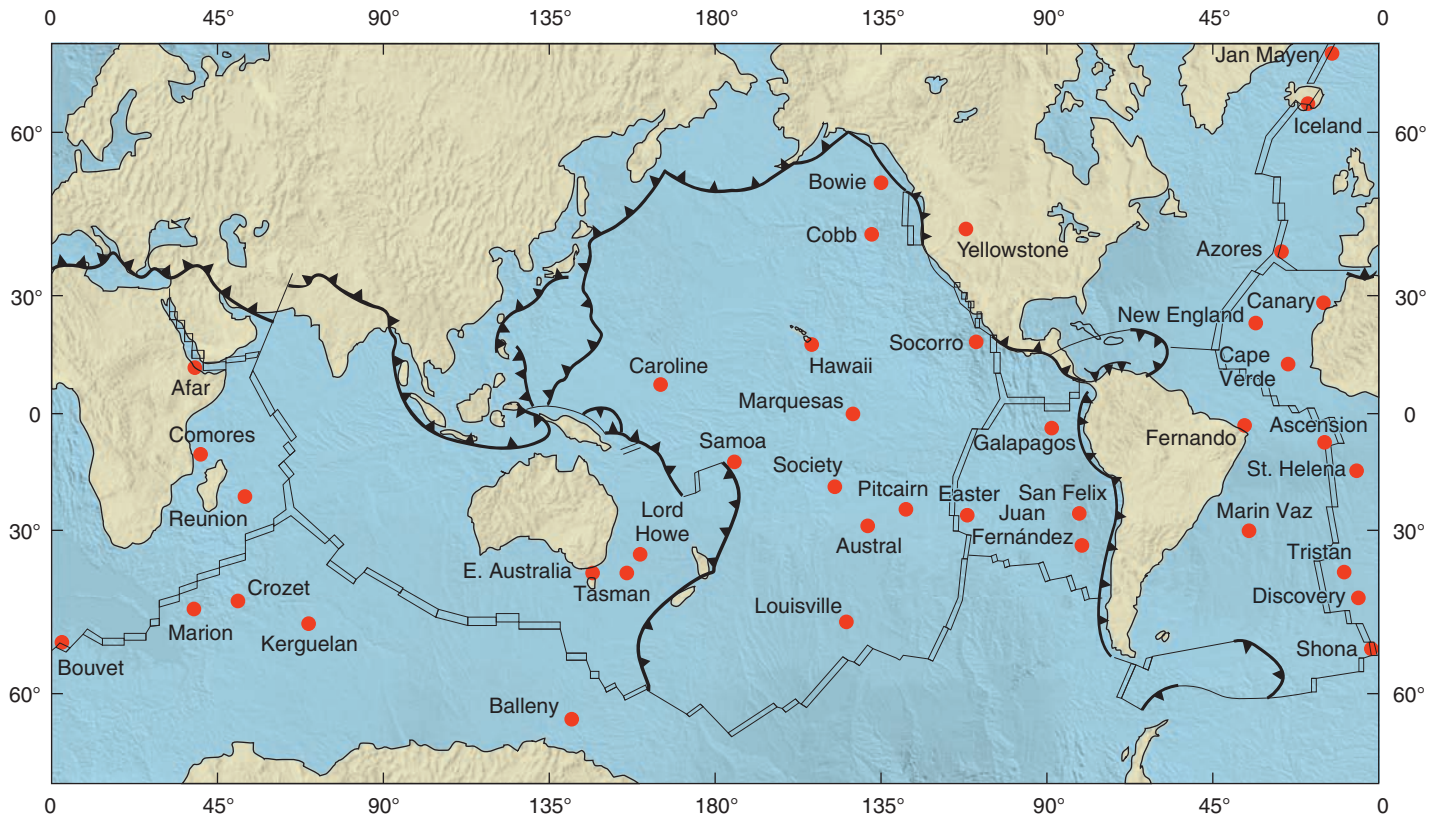 0 45° 90° 135° 180° 135° 90° 45° 0
Jan Mayen
60° 60°
Iceland
Bowie
Cobb
Yellowstone
Azores
30° 30°
Canary
New England
Socorro
Hawaii
Caroline
Cape
Verde
Afar
Marquesas
0 0
Comores
Samoa
Galapagos
Fernando
Ascension
Society
St. Helena
Pitcairn
Easter
San Felix
Reunion
Lord
Howe
Juan
Fernández
Marin Vaz
30° 30°
Austral
Tristan
E. Australia
Tasman
Crozet
Discovery
Louisville
Marion
Kerguelan
Shona
Bouvet
60° 60°
Balleny
0 45° 90° 135° 180° 135° 90° 45° 0